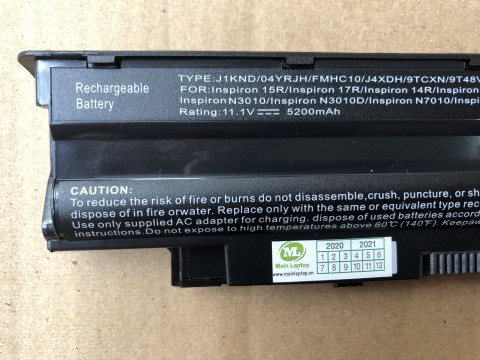 Rechargeable
Battery
TYPE:J1KND/04YRJH/FMHC10/J4XDH/9TCXN/9T48V
FOR:Inspiron 15R/Inspiron 17R/Inspiron 14R/Inspiron
Inspiron N3010/Inspiron N3010D/Inspiron N7010/Inspiron
Rating:11.1V 5200mAh
CAUTION:
To reduce the risk of fire or burns do not disassemble,crush, puncture, or sh
dispose of in fire orwater. Replace only with the same or equivalent type rec
Use only supplied AC adapter for charging. dispose of used batteries accord
instructions.Do not expose to high temperatures above 60℃ (140℉). Keepaw
M
Main Laptop
www.mainlaptop.vn
2020 2021
1 2 3 4 5 6
7 8 9 10 11 12